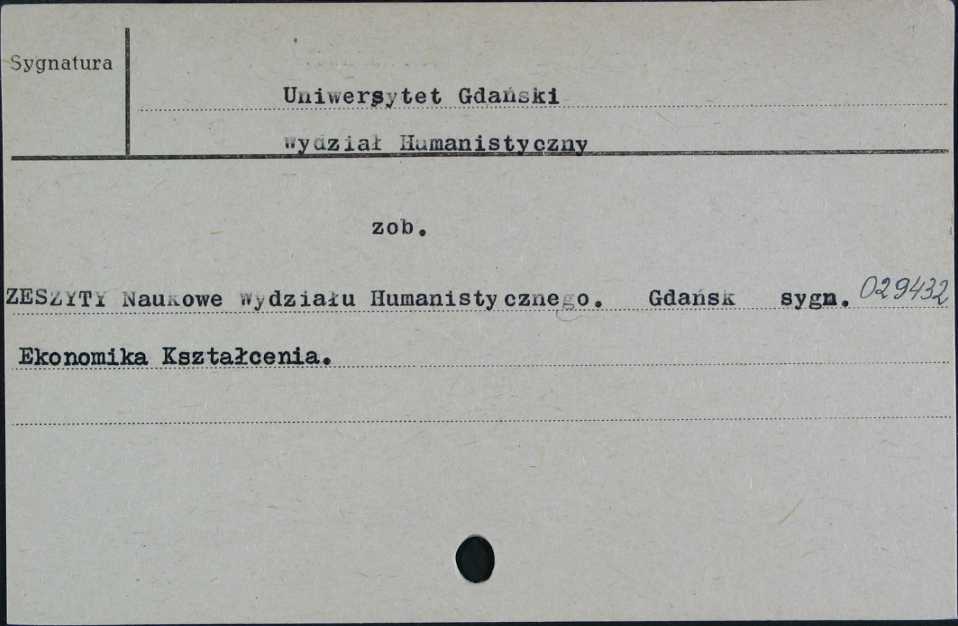 Sygnatura
Uniwersytet Gdański
Wydział Humanistyczny
zob.
ZESZYTY Naukowe Wydziału Humanistycznego. Gdańsk sygn. 029432
Ekonomika Kształcenia.